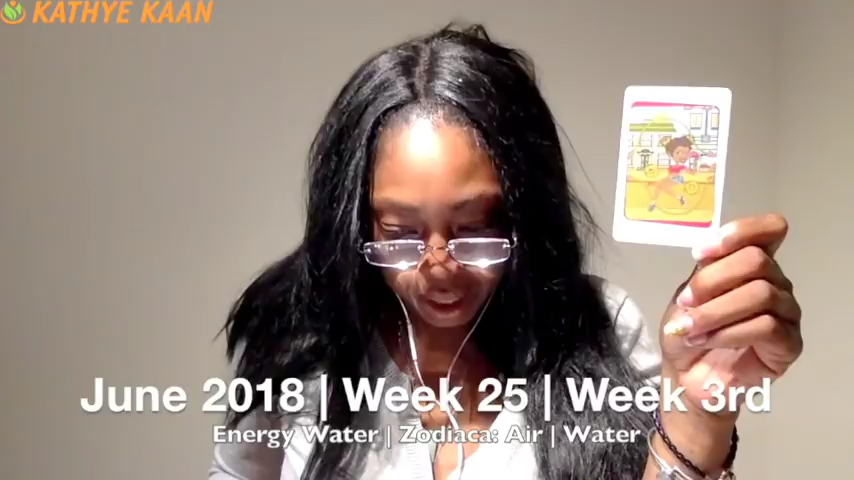 KATHYE KAAN
June 2018 | Week 25 | Week 3rd
Energy Water | Zodiaca: Air | Water